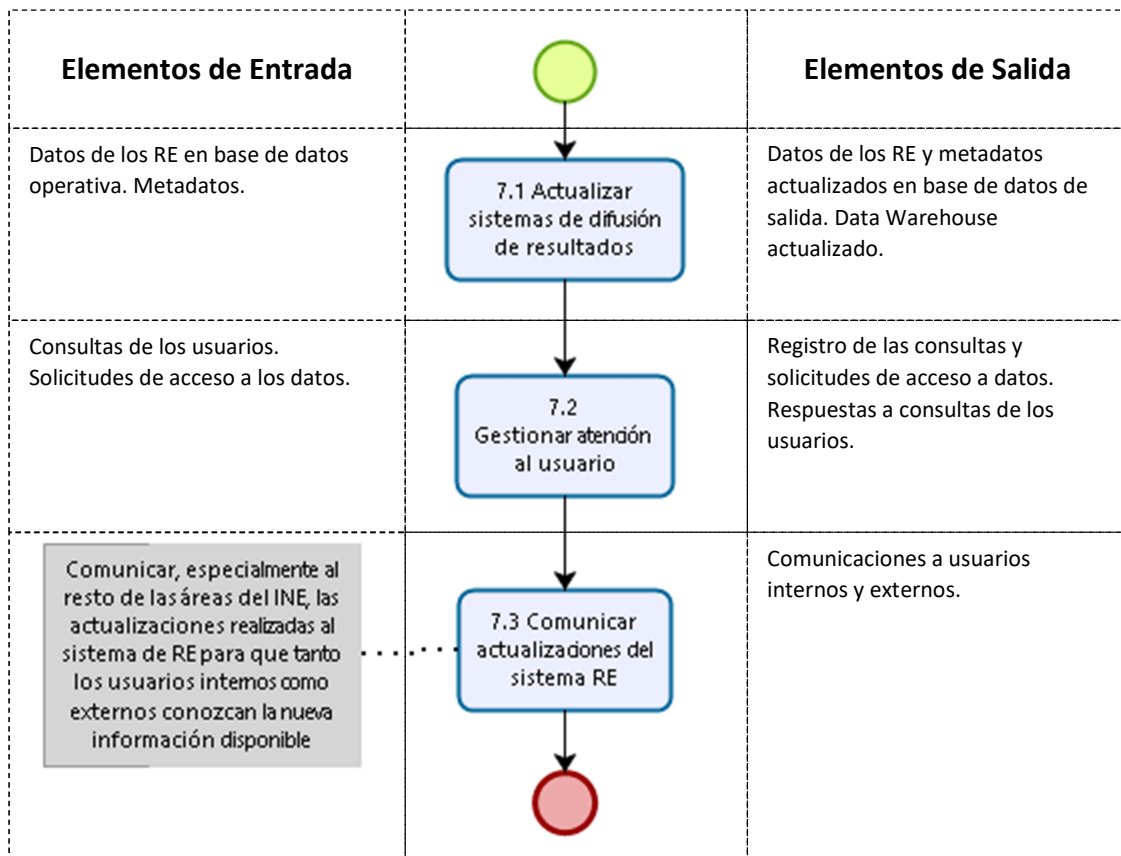 Elementos de Entrada
Elementos de Salida
Datos de los RE en base de datos
operativa. Metadatos.
7.1 Actualizar
sistemas de difusión
de resultados
Datos de los RE y metadatos
actualizados en base de datos de
salida. Data Warehouse
actualizado.
Consultas de los usuarios.
Solicitudes de acceso a los datos.
7.2
Gestionar atención
al usuario
Registro de las consultas y
solicitudes de acceso a datos.
Respuestas a consultas de los
usuarios.
Comunicar, especialmente al
resto de las áreas del INE, las
actualizaciones realizadas al
sistema de RE para que tanto
los usuarios internos como
externos conozcan la nueva
información disponible
7.3 Comunicar
actualizaciones del
sistema RE
Comunicaciones a usuarios
internos y externos.